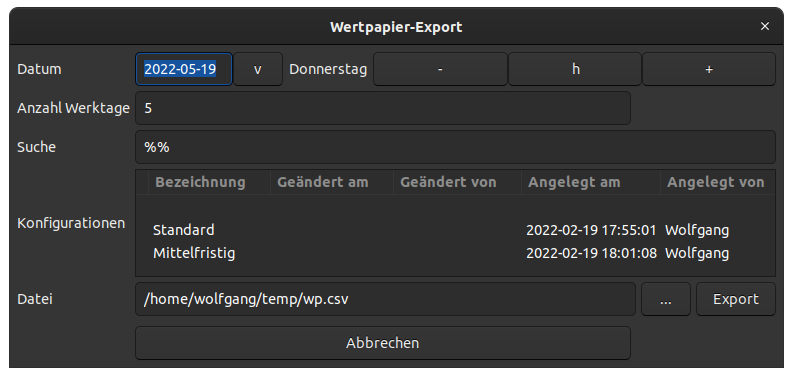 Wertpapier-Export ×
Datum 2022-05-19 v Donnerstag - h +
Anzahl Werktage 5
Suche %%
Bezeichnung Geändert am Geändert von Angelegt am Angelegt von
Konfigurationen
Standard 2022-02-19 17:55:01 Wolfgang
Mittelfristig 2022-02-19 18:01:08 Wolfgang
Datei /home/wolfgang/temp/wp.csv ... Export
Abbrechen